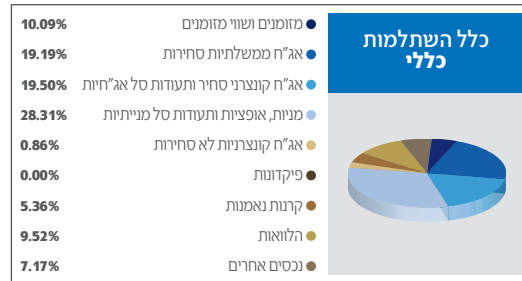 כלל השתלמות
כללי
מזומנים ושווי מזומנים 10.09%
אג"ח ממשלתיות סחירות 19.19%
אג"ח קונצרני סחיר ותעודות סל אג"חיות 19.50%
מניות, אופציות ותעודות סל מנייתיות 28.31%
אג"ח קונצרניות לא סחירות 0.86%
פיקדונות 0.00%
קרנות נאמנות 5.36%
הלוואות 9.52%
נכסים אחרים 7.17%